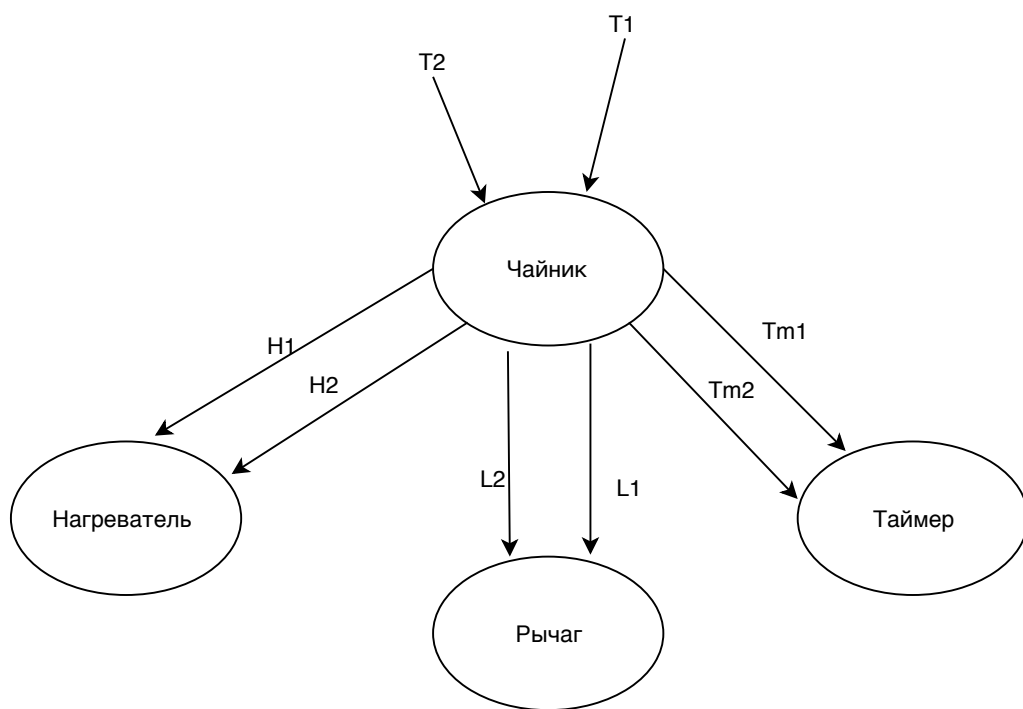 T1
T2
Чайник
H1
H2
Tm1
Tm2
L2
L1
Нагреватель
Рычаг
Таймер